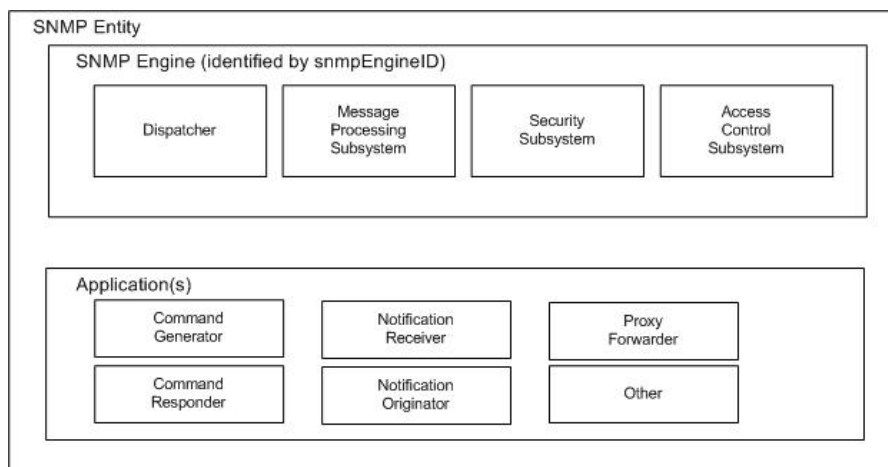 SNMP Entity
SNMP Engine (identified by snmpEngineID)
Dispatcher
Message
Processing
Subsystem
Security
Subsystem
Access
Control
Subsystem
Application(s)
Command
Generator
Notification
Receiver
Proxy
Forwarder
Command
Responder
Notification
Originator
Other